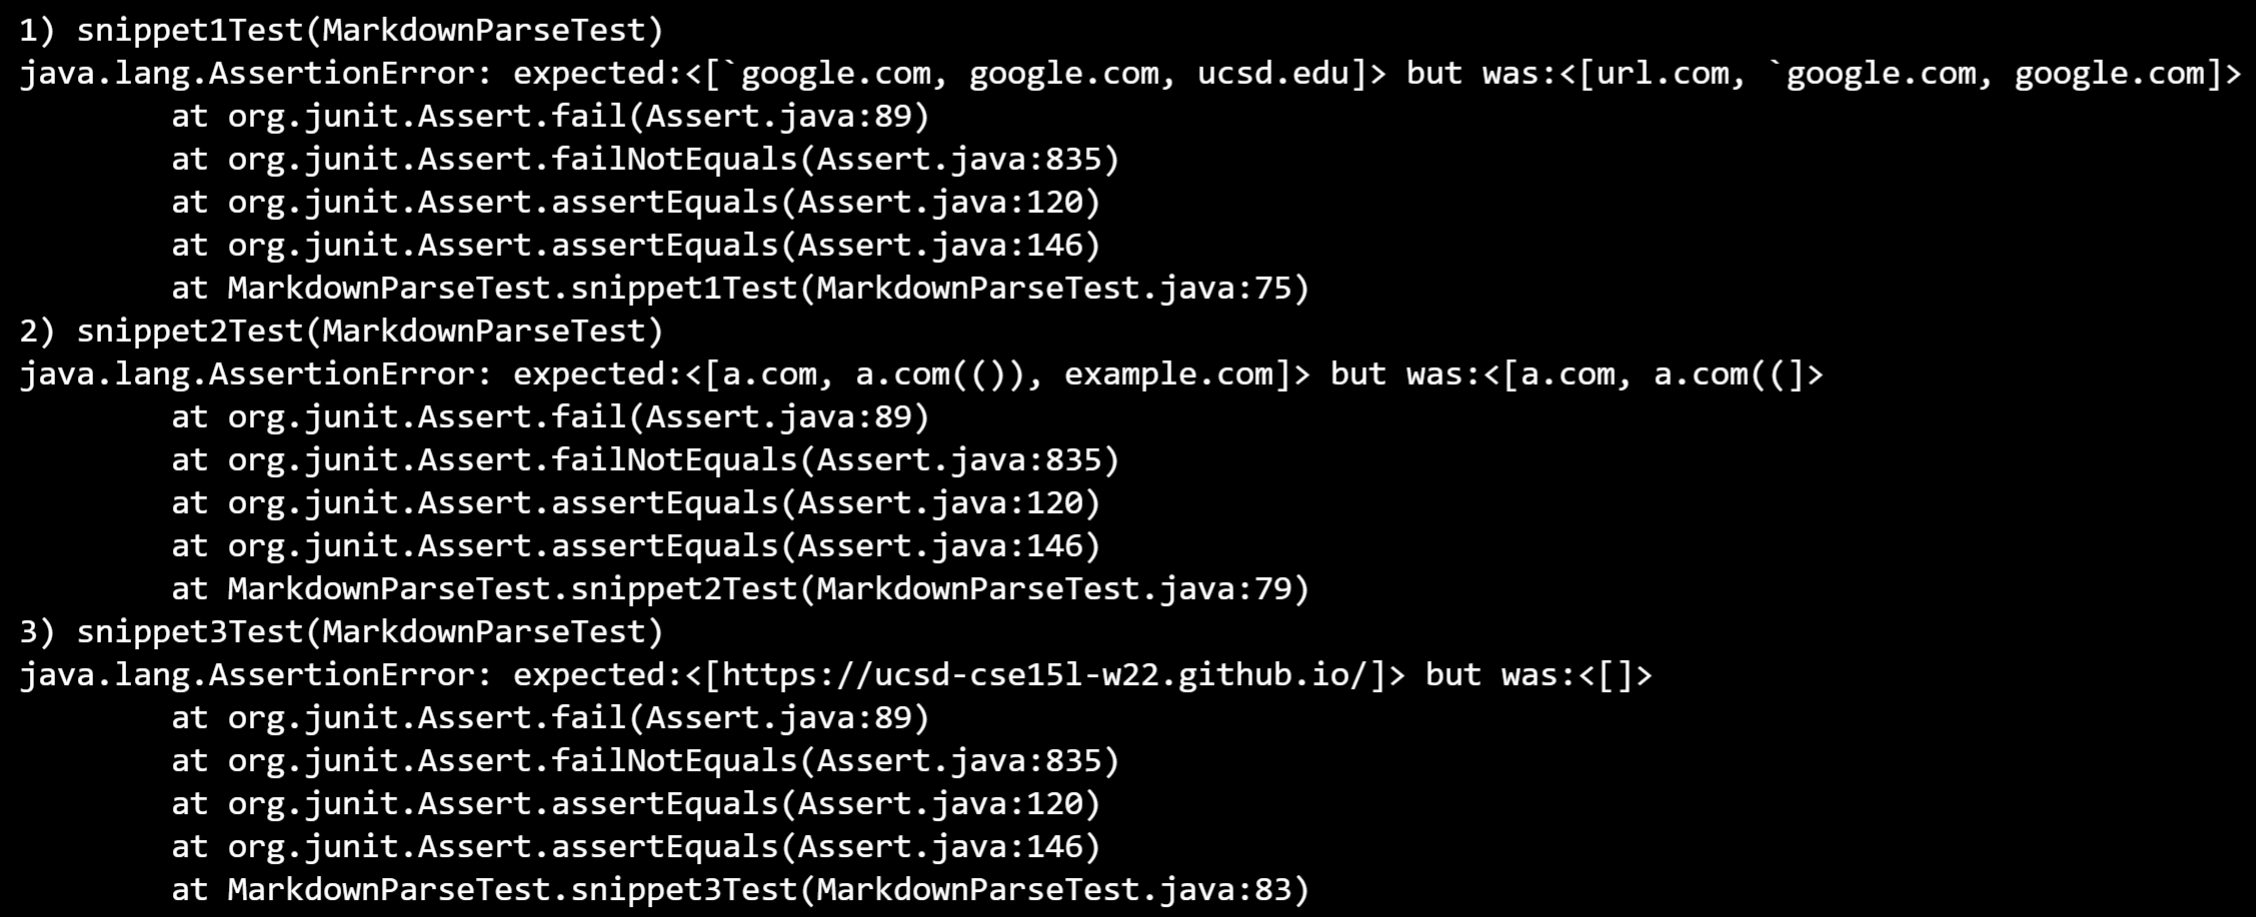 1) snippet1Test(MarkdownParseTest)
java.lang.AssertionError: expected:<[`google.com, google.com, ucsd.edu]> but was:<[url.com, `google.com, google.com]>
        at org.junit.Assert.fail(Assert.java:89)
        at org.junit.Assert.failNotEquals(Assert.java:835)
        at org.junit.Assert.assertEquals(Assert.java:120)
        at org.junit.Assert.assertEquals(Assert.java:146)
        at MarkdownParseTest.snippet1Test(MarkdownParseTest.java:75)
2) snippet2Test(MarkdownParseTest)
java.lang.AssertionError: expected:<[a.com, a.com(()), example.com]> but was:<[a.com, a.com((]>
        at org.junit.Assert.fail(Assert.java:89)
        at org.junit.Assert.failNotEquals(Assert.java:835)
        at org.junit.Assert.assertEquals(Assert.java:120)
        at org.junit.Assert.assertEquals(Assert.java:146)
        at MarkdownParseTest.snippet2Test(MarkdownParseTest.java:79)
3) snippet3Test(MarkdownParseTest)
java.lang.AssertionError: expected:<[https://ucsd-cse15l-w22.github.io/]> but was:<[]>
        at org.junit.Assert.fail(Assert.java:89)
        at org.junit.Assert.failNotEquals(Assert.java:835)
        at org.junit.Assert.assertEquals(Assert.java:120)
        at org.junit.Assert.assertEquals(Assert.java:146)
        at MarkdownParseTest.snippet3Test(MarkdownParseTest.java:83)